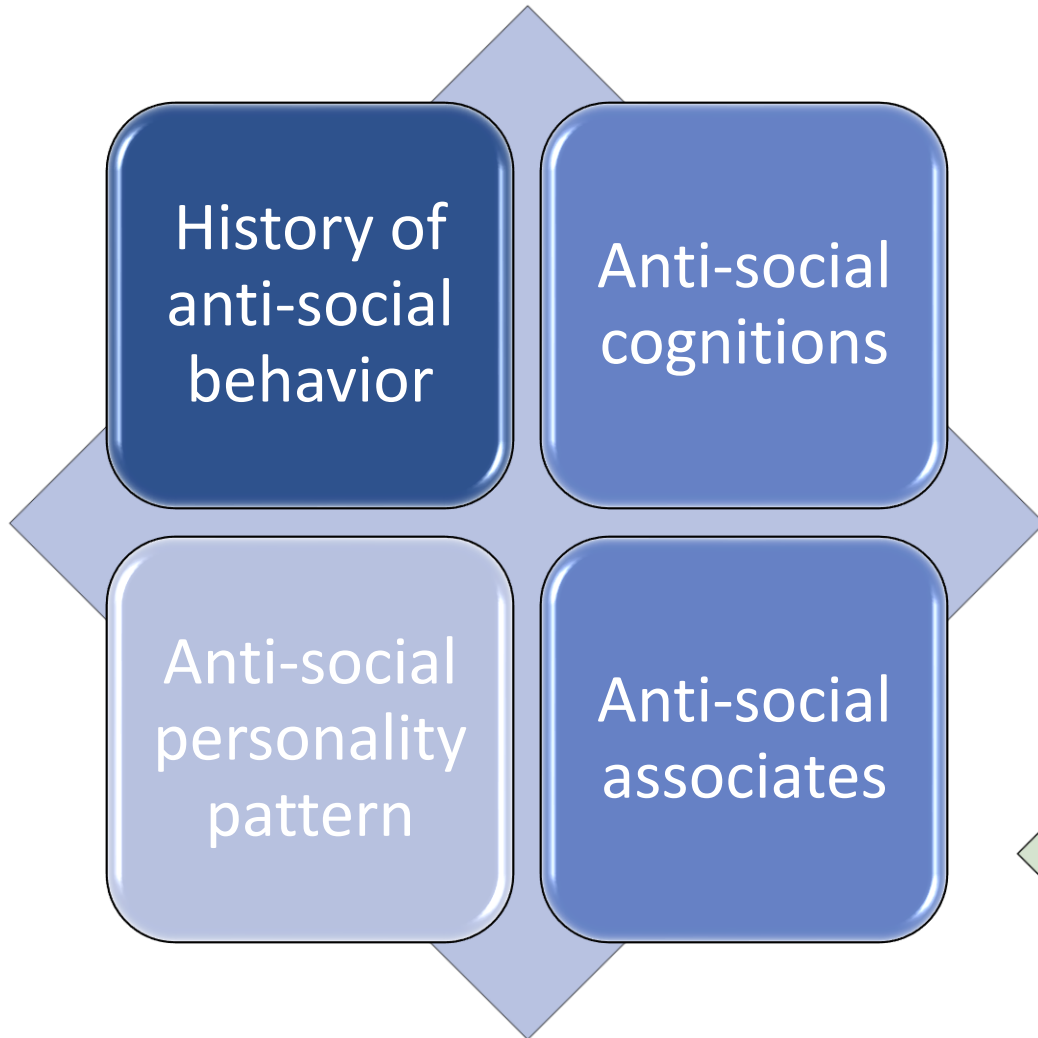 History of
anti-social
behavior
Anti-social
cognitions
Anti-social
personality
pattern
Anti-social
associates